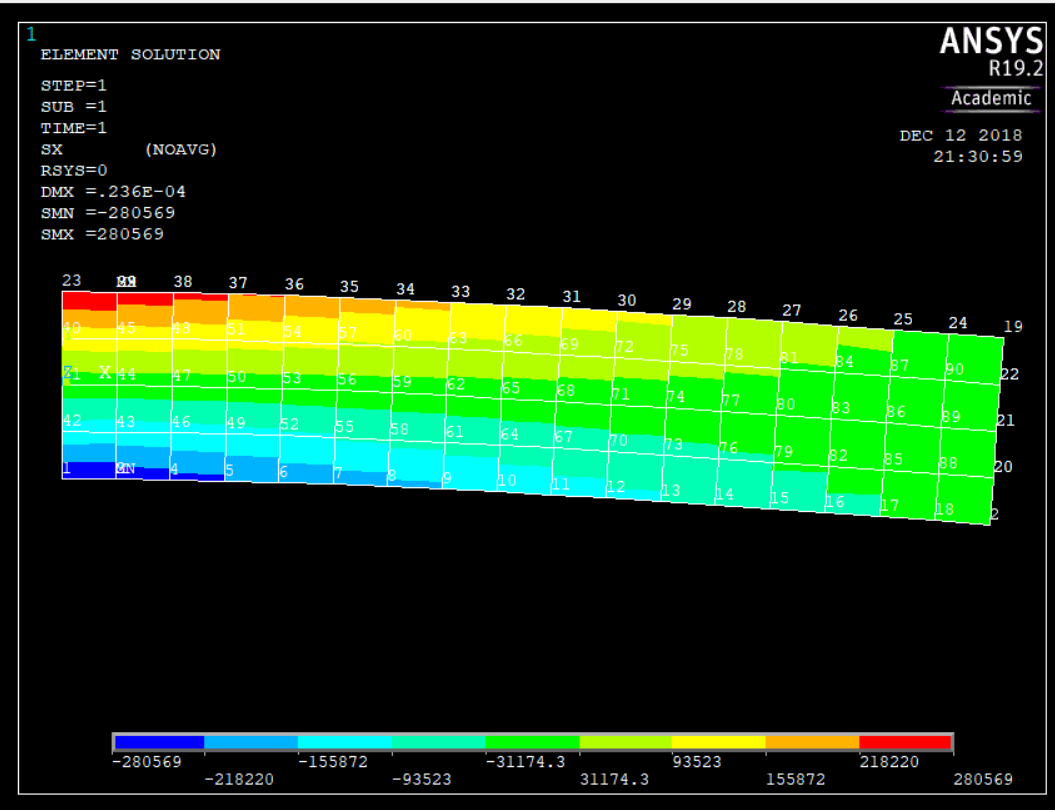 1
ELEMENT SOLUTION
STEP=1
SUB =1
TIME=1
SX (NOAVG)
RSYS=0
DMX =.236E-04
SMN =-280569
SMX =280569
ANSYS
R19.2
Academic
DEC 12 2018
21:30:59
23 38 37 36 35 34 33 32 31 30 29 28 27 26 25 24 19
40 45 48 51 54 57 60 63 66 69 72 75 78 81 84 87 90 22
X 44 47 50 53 56 59 62 65 68 71 74 77 80 83 86 89 21
42 43 46 49 52 55 58 61 64 67 70 73 76 79 82 85 88 20
1 4 5 6 7 8 9 10 11 12 13 14 15 16 17 18 2
-280569 -155872 -31174.3 93523 218220
-218220 -93523 31174.3 155872 280569